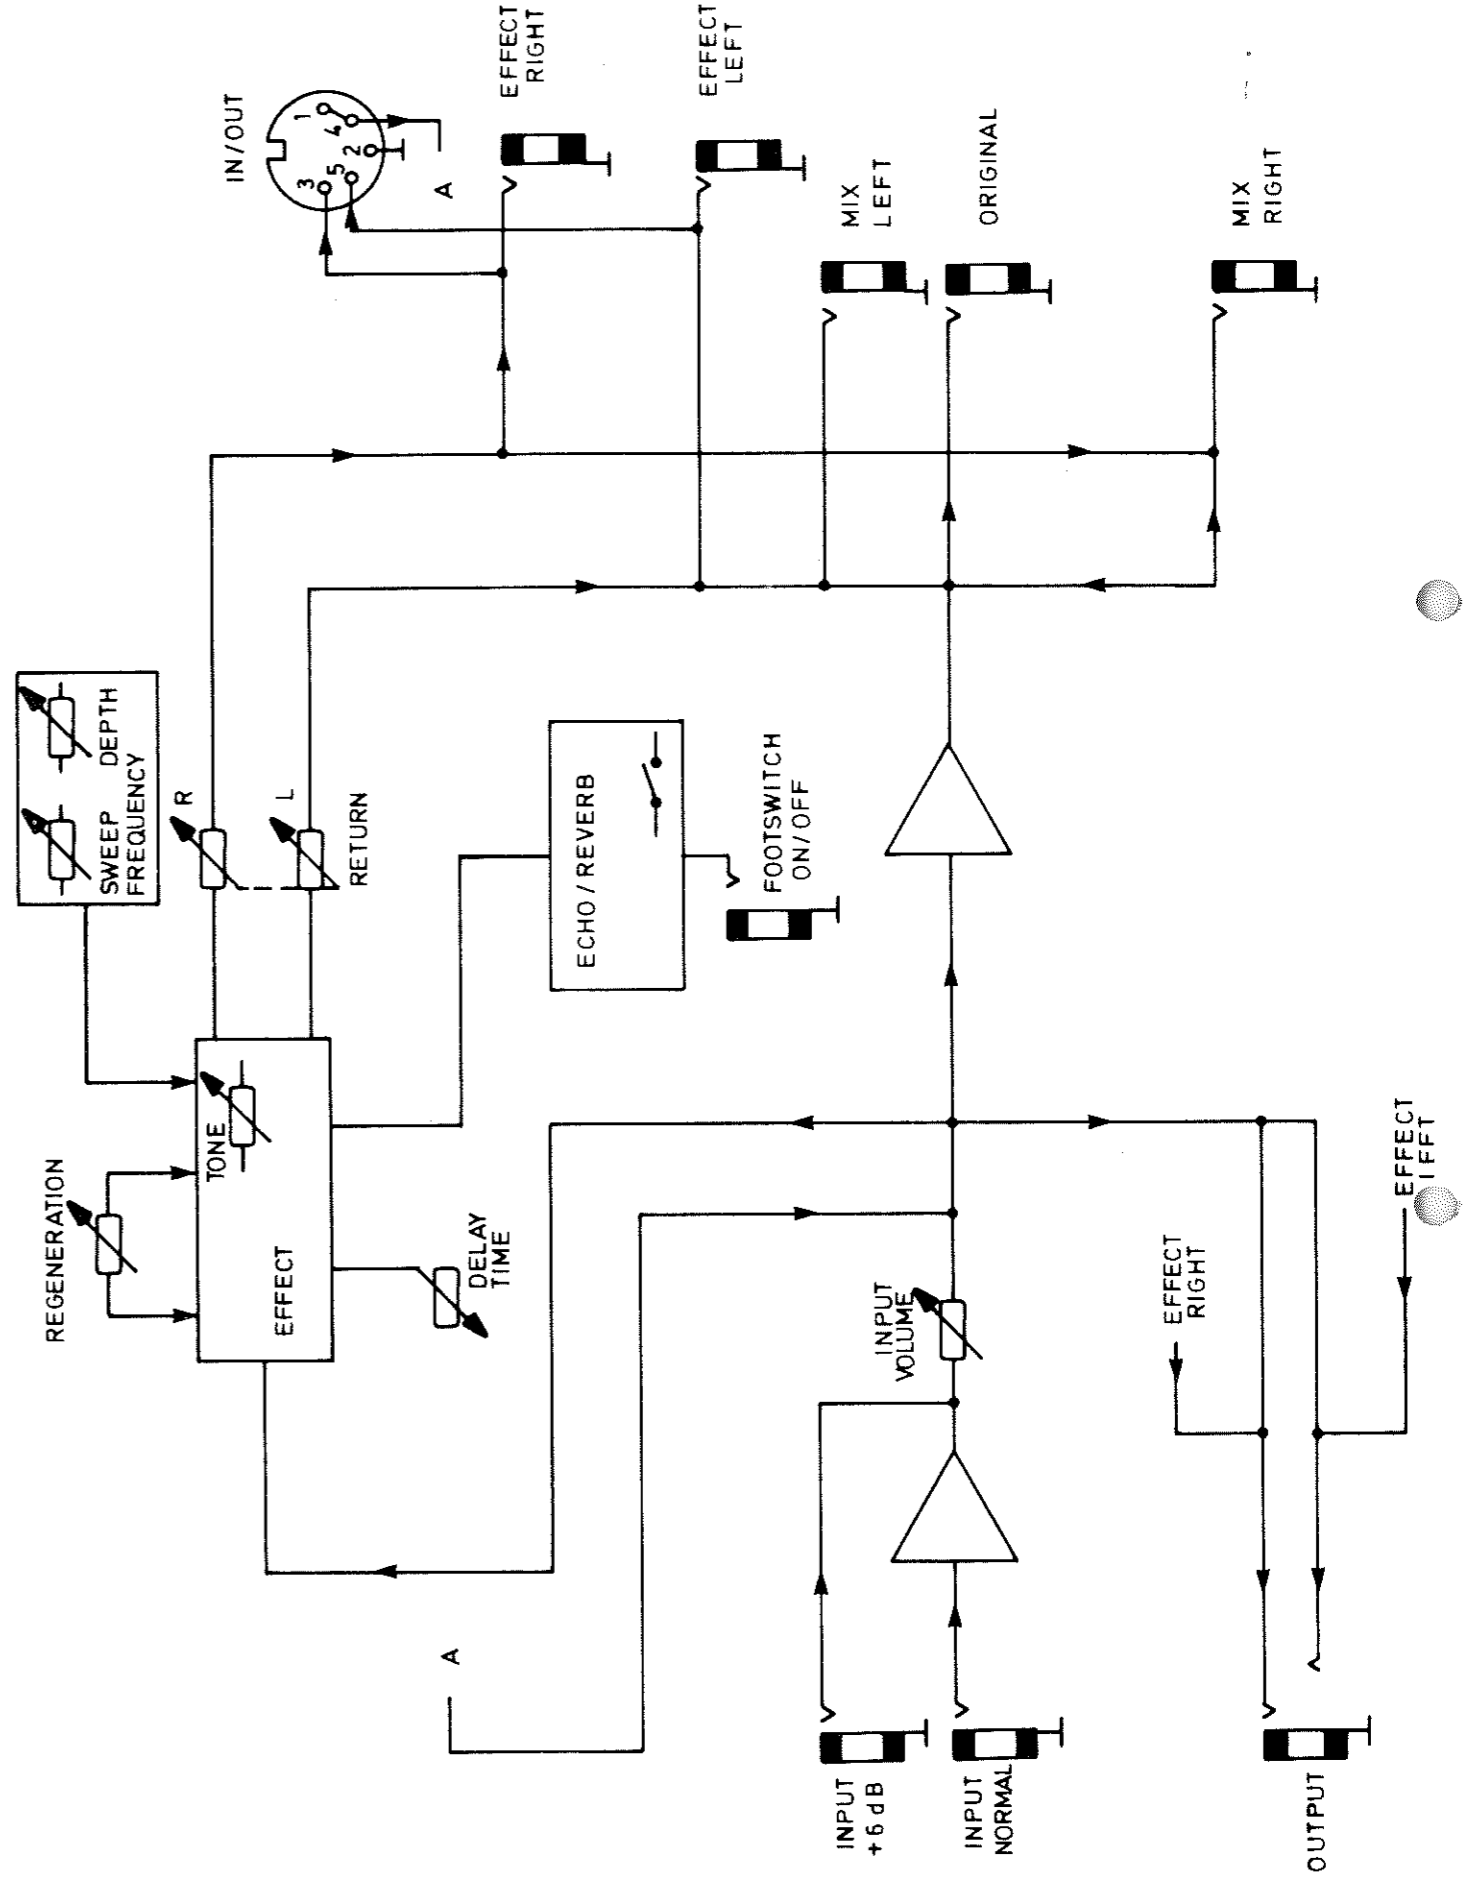 IN/OUT
1
4
2
5
3
A
EFFECT
RIGHT
EFFECT
LEFT
MIX
LEFT
ORIGINAL
MIX
RIGHT
SWEEP DEPTH
FREQUENCY
R
L
RETURN
ECHO/REVERB
FOOTSWITCH
ON/OFF
REGENERATION
TONE
EFFECT
DELAY
TIME
A
INPUT
VOLUME
INPUT
+6dB
INPUT
NORMAL
EFFECT
RIGHT
EFFECT
OUTPUT